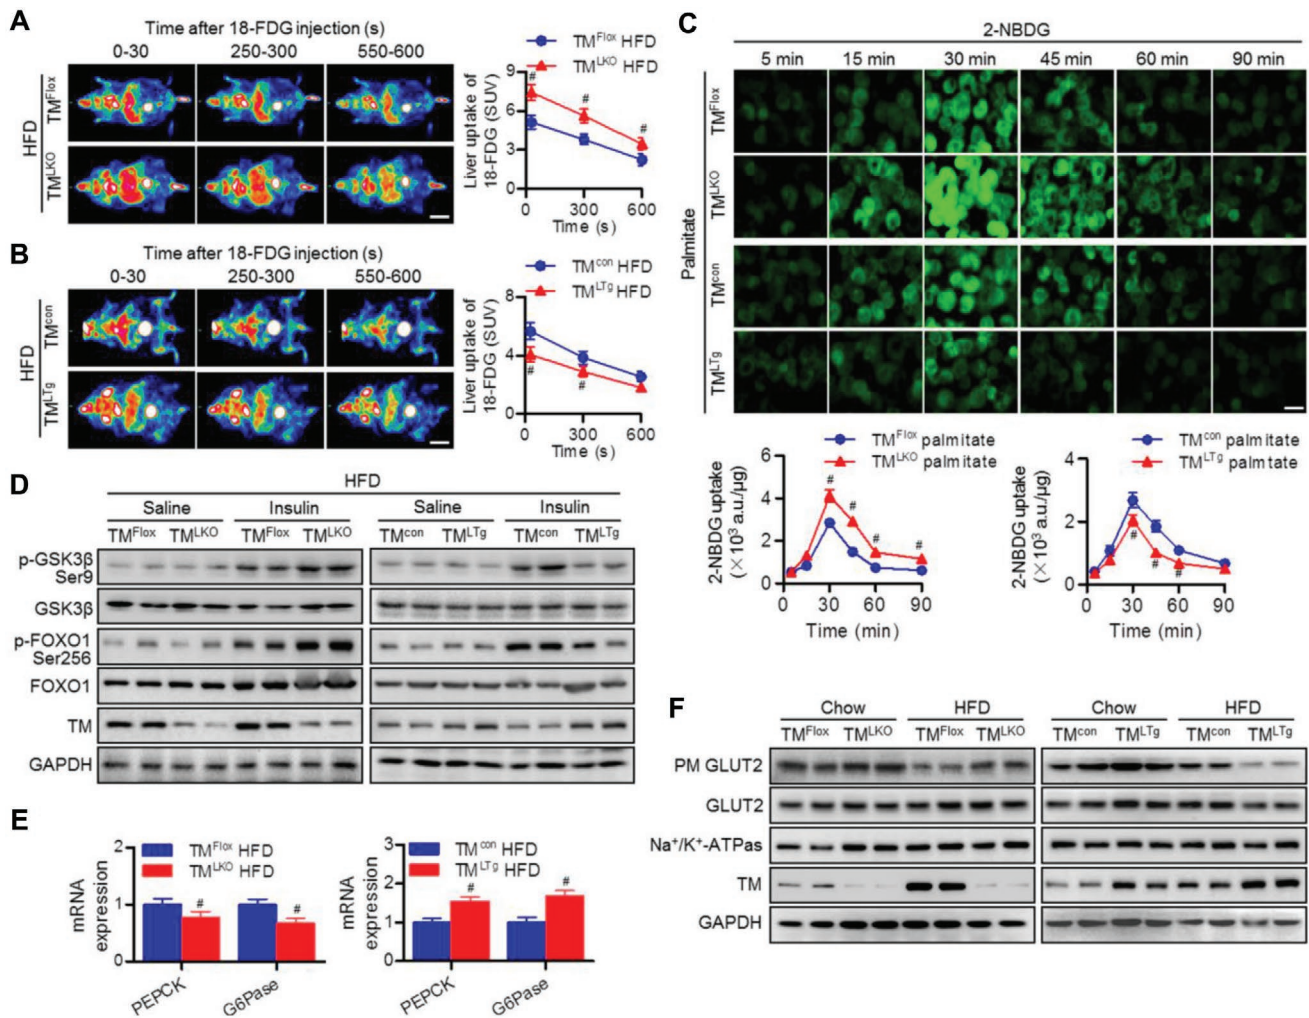 A
Time after 18-FDG injection (s)
0-30 250-300 550-600
HFD
TMFlox
TMLKO
TMFlox HFD
TMLKO HFD
Liver uptake of
18-FDG (SUV)
9
6
3
0
# # #
0 300 600
Time (s)
B
Time after 18-FDG injection (s)
0-30 250-300 550-600
HFD
TMcon
TMLTg
TMcon HFD
TMLTg HFD
Liver uptake of
18-FDG (SUV)
8
4
0
# #
0 300 600
Time (s)
C
2-NBDG
5 min 15 min 30 min 45 min 60 min 90 min
Palmitate
TMFlox
TMLKO
TMcon
TMLTg
TMFlox palmitate
TMLKO palmitate
2-NBDG uptake
(× 10³ a.u./µg)
6
4
2
0
# # # #
0 30 60 90
Time (min)
TMcon palmitate
TMLTg palmitate
2-NBDG uptake
(× 10³ a.u./µg)
4
2
0
# # #
0 30 60 90
Time (min)
D
HFD
Saline Insulin Saline Insulin
TMFlox TMLKO TMFlox TMLKO TMcon TMLTg TMcon TMLTg
p-GSK3β
Ser9
GSK3β
p-FOXO1
Ser256
FOXO1
TM
GAPDH
E
TMFlox HFD
TMLKO HFD
mRNA
expression
2
1
0
# #
PEPCK G6Pase
TMcon HFD
TMLTg HFD
mRNA
expression
3
2
1
0
# #
PEPCK G6Pase
F
Chow HFD Chow HFD
TMFlox TMLKO TMFlox TMLKO TMcon TMLTg TMcon TMLTg
PM GLUT2
GLUT2
Na⁺/K⁺-ATPas
TM
GAPDH